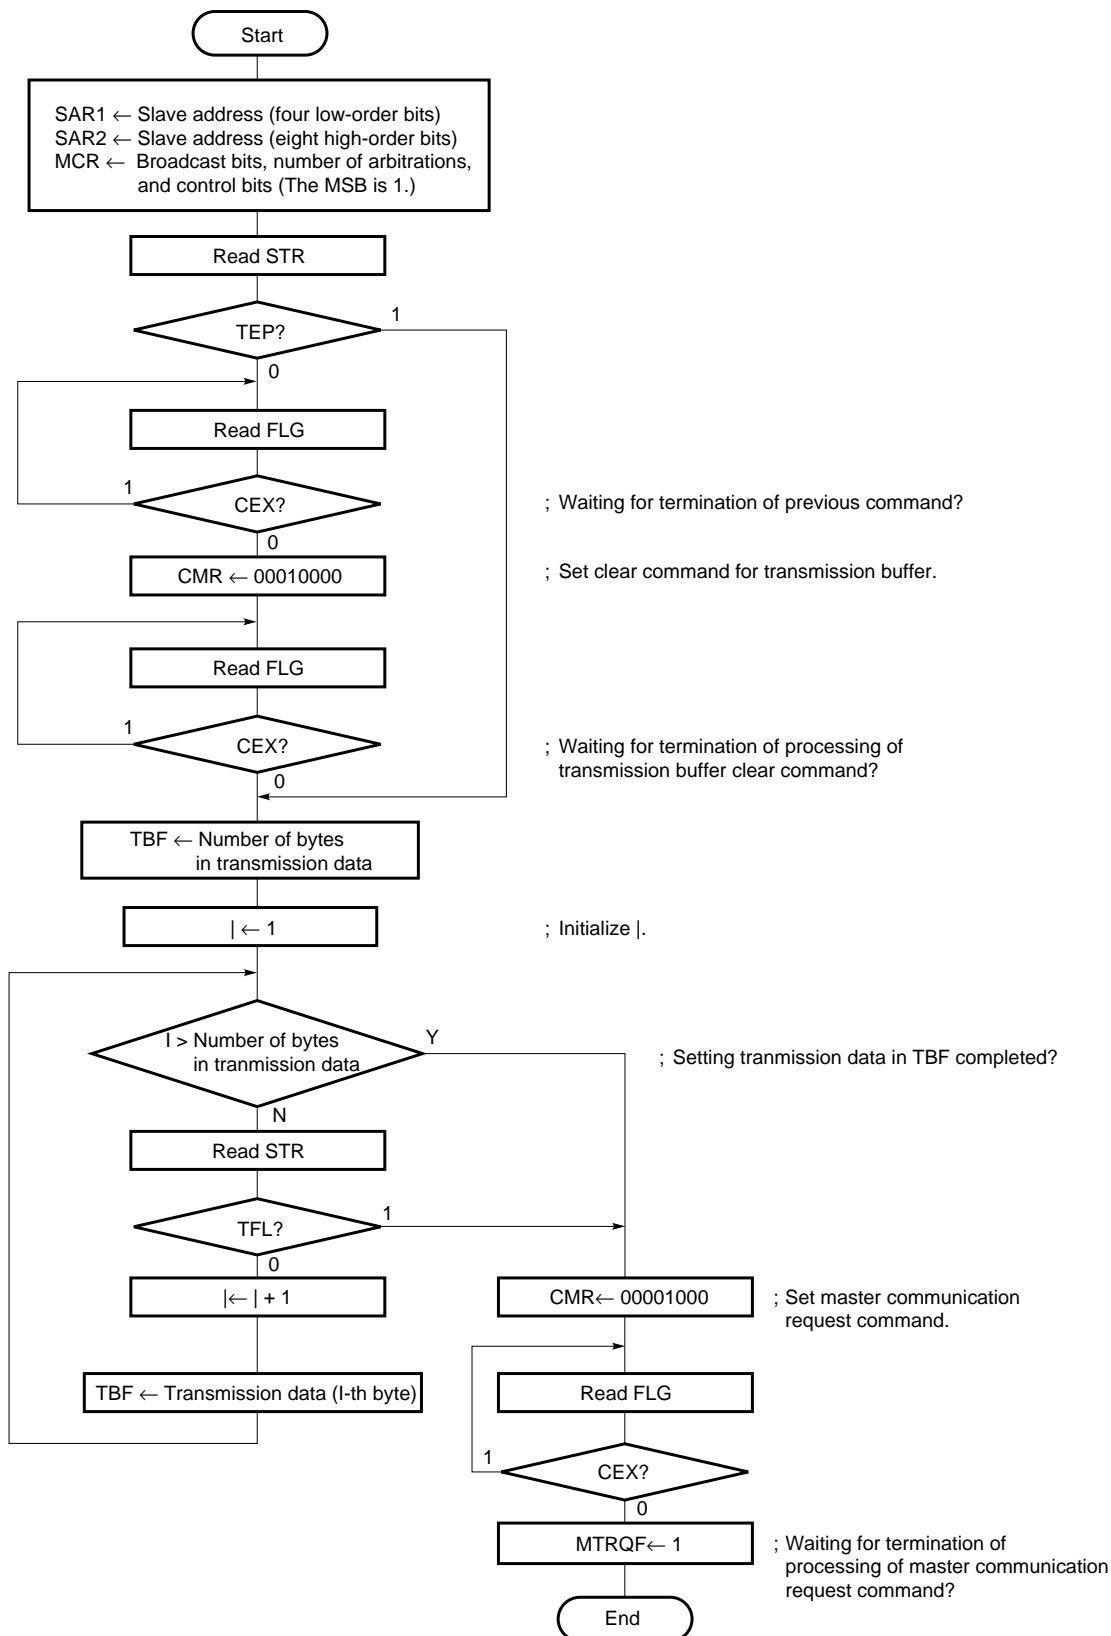 Start
SAR1 ← Slave address (four low-order bits)
SAR2 ← Slave address (eight high-order bits)
MCR ← Broadcast bits, number of arbitrations,
and control bits (The MSB is 1.)
Read STR
TEP?
1
0
Read FLG
CEX?
1
; Waiting for termination of previous command?
0
CMR ← 00010000
; Set clear command for transmission buffer.
Read FLG
1
CEX?
; Waiting for termination of processing of
transmission buffer clear command?
0
TBF ← Number of bytes
in transmission data
| ← 1
; Initialize |.
I > Number of bytes
in tranmission data
Y
; Setting tranmission data in TBF completed?
N
Read STR
TFL?
1
0
|← | + 1
CMR← 00001000
; Set master communication
request command.
TBF ← Transmission data (I-th byte)
Read FLG
1
CEX?
0
MTRQF← 1
; Waiting for termination of
processing of master communication
request command?
End